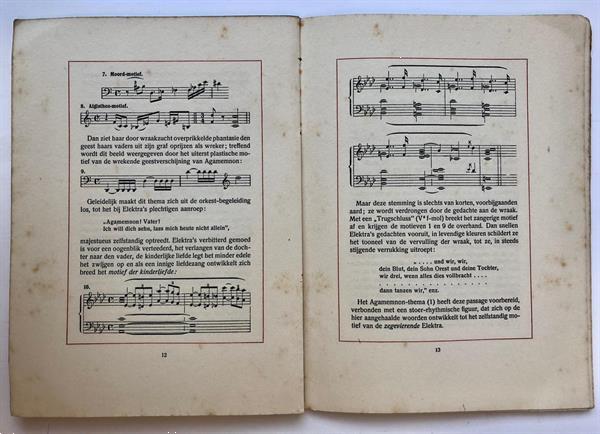 7. Moord-motief.
8. Aigisthos-motief.
Dan ziet haar door wraakzucht overprikkelde phantasie den
geest haars vaders uit zijn graf oprijzen als wreker; treffend
wordt dit beeld weergegeven door het uiterst plastische mo-
tief van de wrekende geestverschijning van Agamemnon:
9.
Geleidelijk maakt dit thema zich uit de orkest-begeleiding
los, tot het bij Elektra's plechtigen aanroep:
„Agamemnon! Vater!
Ich will dich sehn, lass mich heute nicht allein",
majestueus zelfstandig optreedt. Elektra's verbitterd gemoed
is voor een oogenblik verteederd, het verlangen van de doch-
ter naar den vader, de kinderlijke liefde legt het minder edele
het zwijgen op en als een innige liefdezang ontwikkelt zich
breed het motief der kinderliefde:
10.
12
Maar deze stemming is slechts van korten, voorbijgaanden
aard; ze wordt verdrongen door de gedachte aan de wraak.
Met een „Trugschluss" f-mol) breekt het zangerige motief
af en krijgen de motieven 1 en 9 de overhand. Dan snellen
Elektra's gedachten vooruit, in levendige kleuren schildert ze
het tooneel van de vervulling der wraak, tot ze, in steeds
stijgende verrukking uitroept:
„ . . . . und wir, wir,
dein Blut, dein Sohn Orest und deine Tochter,
wir drei, wenn alles dies vollbracht . . . .
. . . . . . . . . . . . . . . .
dann tanzen wir," enz.
Het Agamemnon-thema (1) heeft deze passage voorbereid,
verbonden met een stoer-rhythmische figuur, dat zich op de
hier aangehaalde woorden ontwikkelt tot het zelfstandig mo-
tief van de zegevierende Elektra.
13